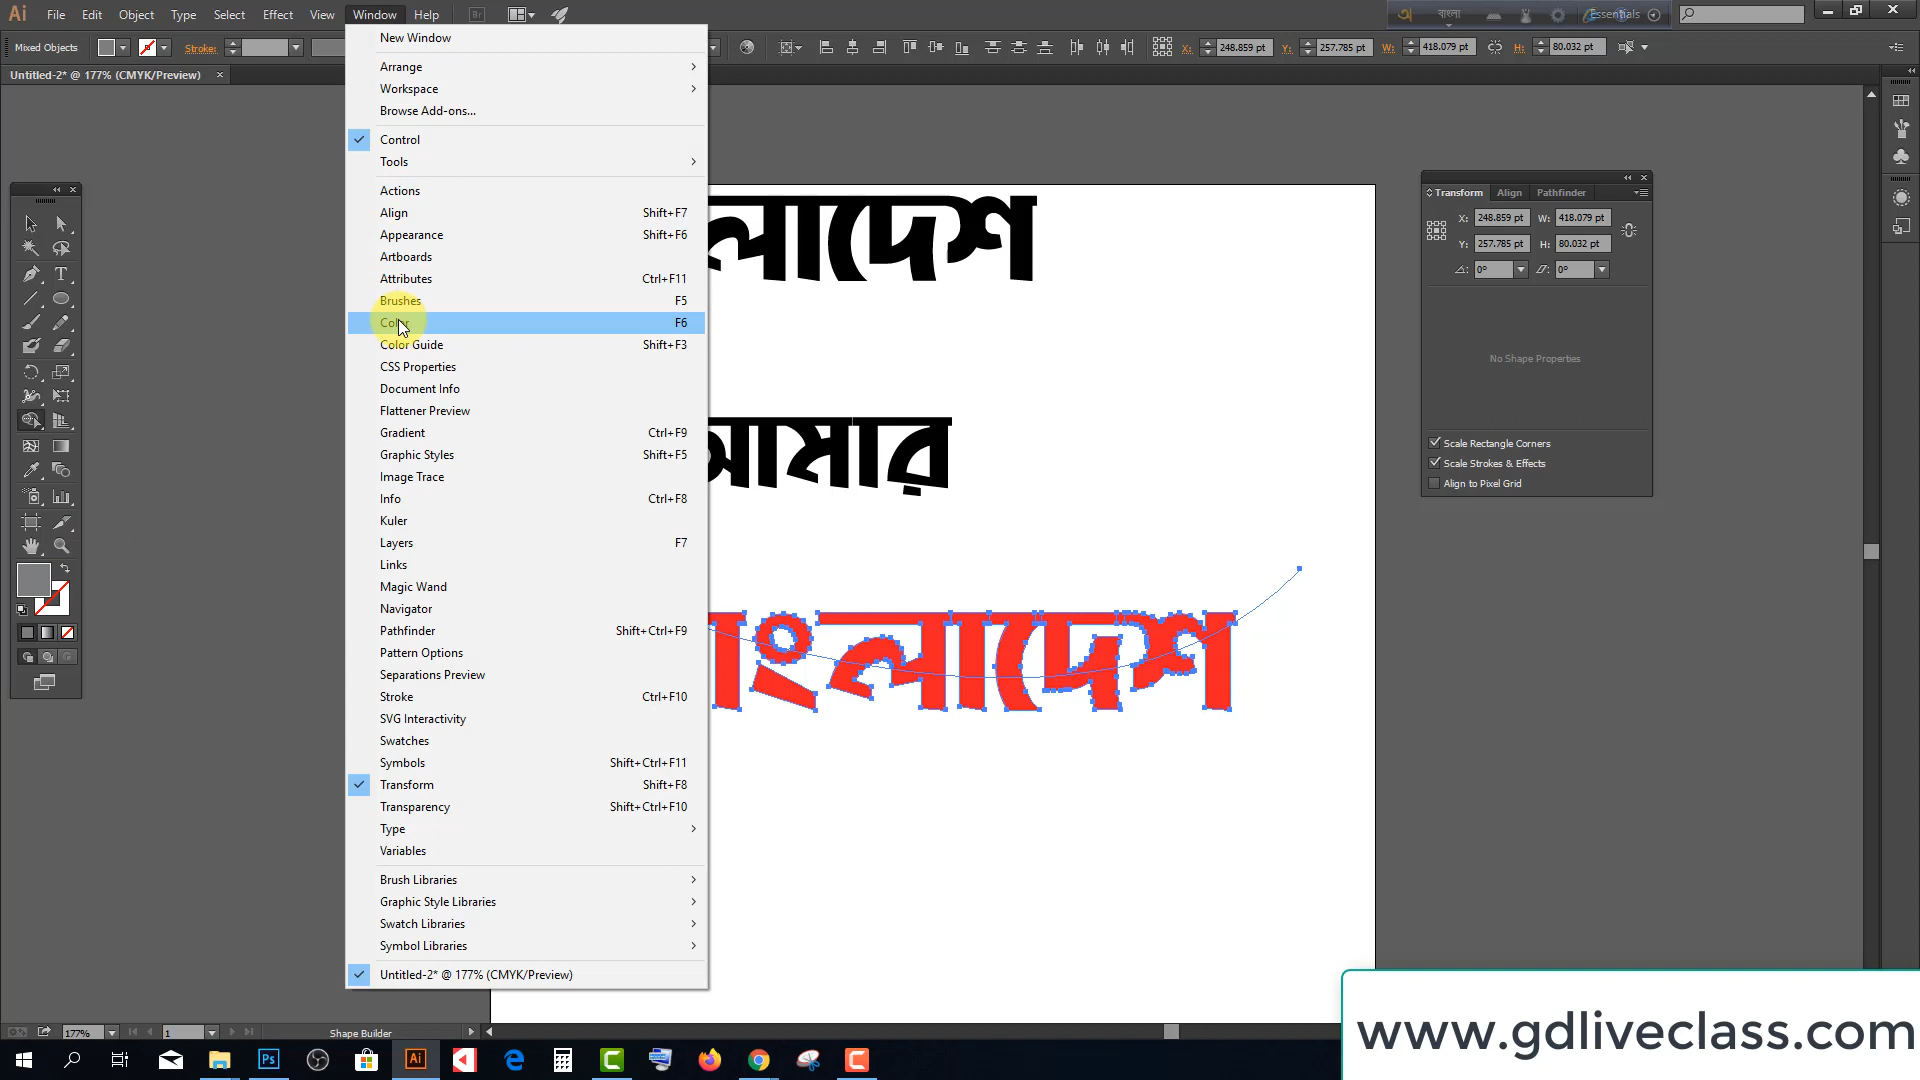 Ai File Edit Object Type Select Effect View Window Help Br Essentials
Mixed Objects Stroke: X: 248.859 pt Y: 257.785 pt W: 418.079 pt H: 80.032 pt
Untitled-2* @ 177% (CMYK/Preview) ×
New Window
Arrange
Workspace
Browse Add-ons...
Control
Tools
Actions
Align Shift+F7
Appearance Shift+F6
Artboards
Attributes Ctrl+F11
Brushes F5
Color F6
Color Guide Shift+F3
CSS Properties
Document Info
Flattener Preview
Gradient Ctrl+F9
Graphic Styles Shift+F5
Image Trace
Info Ctrl+F8
Kuler
Layers F7
Links
Magic Wand
Navigator
Pathfinder Shift+Ctrl+F9
Pattern Options
Separations Preview
Stroke Ctrl+F10
SVG Interactivity
Swatches
Symbols Shift+Ctrl+F11
Transform Shift+F8
Transparency Shift+Ctrl+F10
Type
Variables
Brush Libraries
Graphic Style Libraries
Swatch Libraries
Symbol Libraries
Untitled-2* @ 177% (CMYK/Preview)
লাদেশ
আমার
াংলাদেশ
Transform Align Pathfinder
X: 248.859 pt W: 418.079 pt
Y: 257.785 pt H: 80.032 pt
0° 0°
No Shape Properties
Scale Rectangle Corners
Scale Strokes & Effects
Align to Pixel Grid
177% 1 Shape Builder
www.gdliveclass.com
Ps Ai